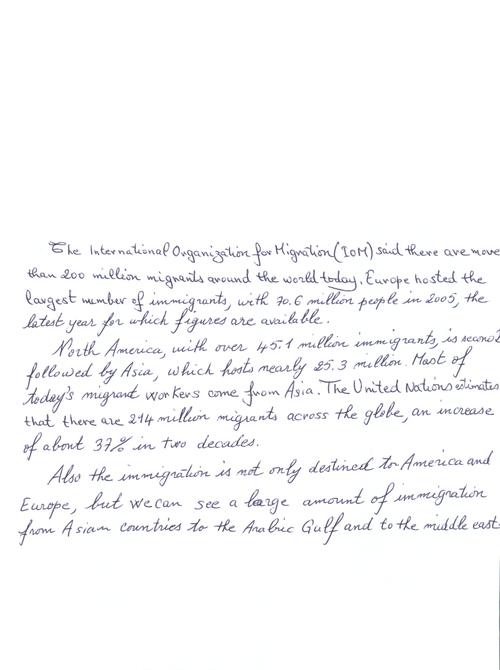 The International Organization for Migration (IOM) said there are more
than 200 million migrants around the world today. Europe hosted the
largest number of immigrants, with 70.6 million people in 2005, the
latest year for which figures are available.
North America, with over 45.1 million immigrants, is second
followed by Asia, which hosts nearly 25.3 million. Most of
today's migrant workers come from Asia. The United Nations estimates
that there are 214 million migrants across the globe, an increase
of about 37% in two decades.
Also the immigration is not only destined to America and
Europe, but we can see a large amount of immigration
from Asian countries to the Arabic Gulf and to the middle east